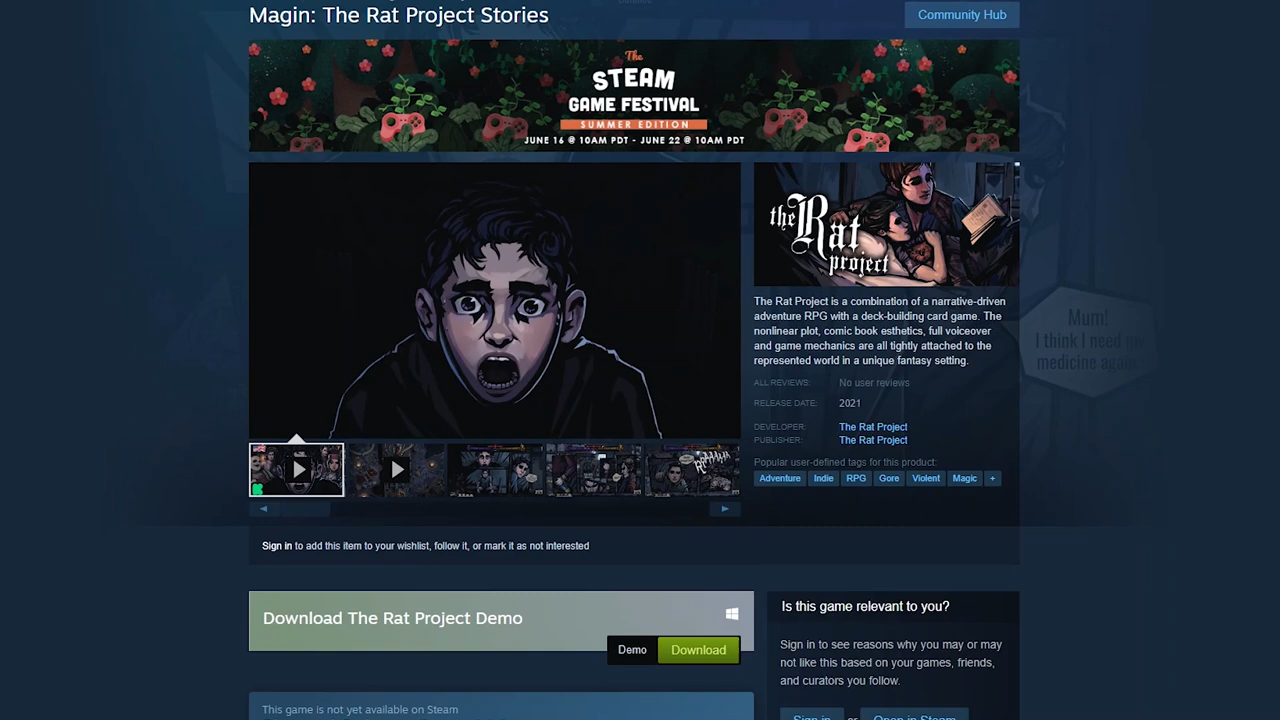 Magin: The Rat Project Stories
Community Hub
The
STEAM
GAME FESTIVAL
SUMMER EDITION
JUNE 16 @ 10AM PDT - JUNE 22 @ 10AM PDT
the Rat
project
The Rat Project is a combination of a narrative-driven
adventure RPG with a deck-building card game. The
nonlinear plot, comic book esthetics, full voiceover
and game mechanics are all tightly attached to the
represented world in a unique fantasy setting.
ALL REVIEWS: No user reviews
RELEASE DATE: 2021
DEVELOPER: The Rat Project
PUBLISHER: The Rat Project
Popular user-defined tags for this product:
Adventure Indie RPG Gore Violent Magic +
Mum!
I think I need my
medicine again
Sign in to add this item to your wishlist, follow it, or mark it as not interested
Download The Rat Project Demo
Demo Download
This game is not yet available on Steam
Is this game relevant to you?
Sign in to see reasons why you may or may
not like this based on your games, friends,
and curators you follow.
Sign in or Open in Steam